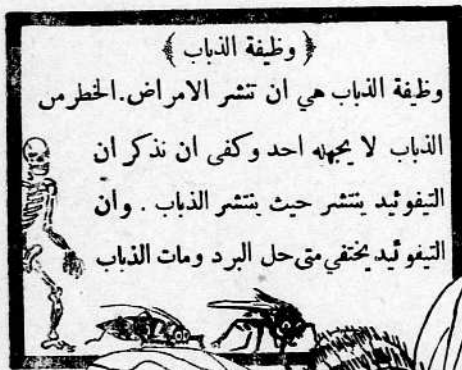 ﴿ وظيفة الذباب ﴾
وظيفة الذباب هي ان تنشر الامراض. الخطر من
الذباب لا يجهله احد وكفى ان نذكر ان
التيفوئيد ينتشر حيث ينتشر الذباب . وان
التيفوئيد يختفي متى حل البرد ومات الذباب